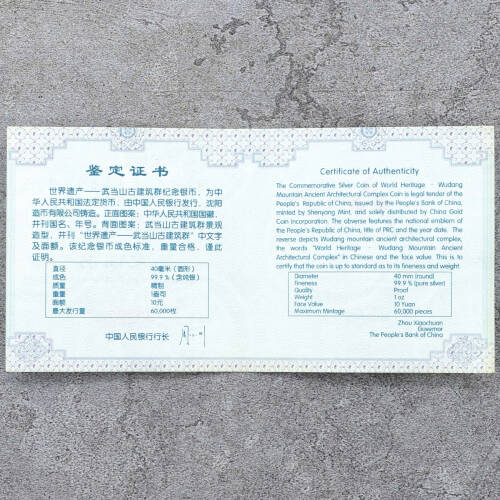 鉴定证书
世界遗产——武当山古建筑群纪念银币，为中
华人民共和国法定货币，由中国人民银行发行，沈阳
造币有限公司铸造。正面图案：中华人民共和国国徽，
并刊国名、年号。背面图案：武当山古建筑群景观
造型，并刊“世界遗产——武当山古建筑群”中文字
及面额。该纪念银币成色标准，重量合格，谨此
证明。
直径 40毫米（圆形）
成色 99.9％（含纯银）
质量 精制
重量 1盎司
面额 10元
最大发行量 60,000枚
中国人民银行行长
Certificate of Authenticity
The Commemorative Silver Coin of World Heritage - Wudang
Mountain Ancient Architectural Complex Coin is legal tender of the
People's Republic of China, issued by the People's Bank of China,
minted by Shenyang Mint, and solely distributed by China Gold
Coin Incorporation. The obverse features the national emblem of
the People's Republic of China, title of PRC and the year date. The
reverse depicts Wudang mountain ancient architectural complex,
the words "World Heritage - Wudang Mountain Ancient
Architectural Complex" in Chinese and the face value. This is to
certify that the coin is up to standard as to its fineness and weight.
Diameter 40 mm (round)
Fineness 99.9% (pure silver)
Quality Proof
Weight 1 oz
Face Value 10 Yuan
Maximum Mintage 60,000 pieces
Zhou Xiaochuan
Governor
The People's Bank of China